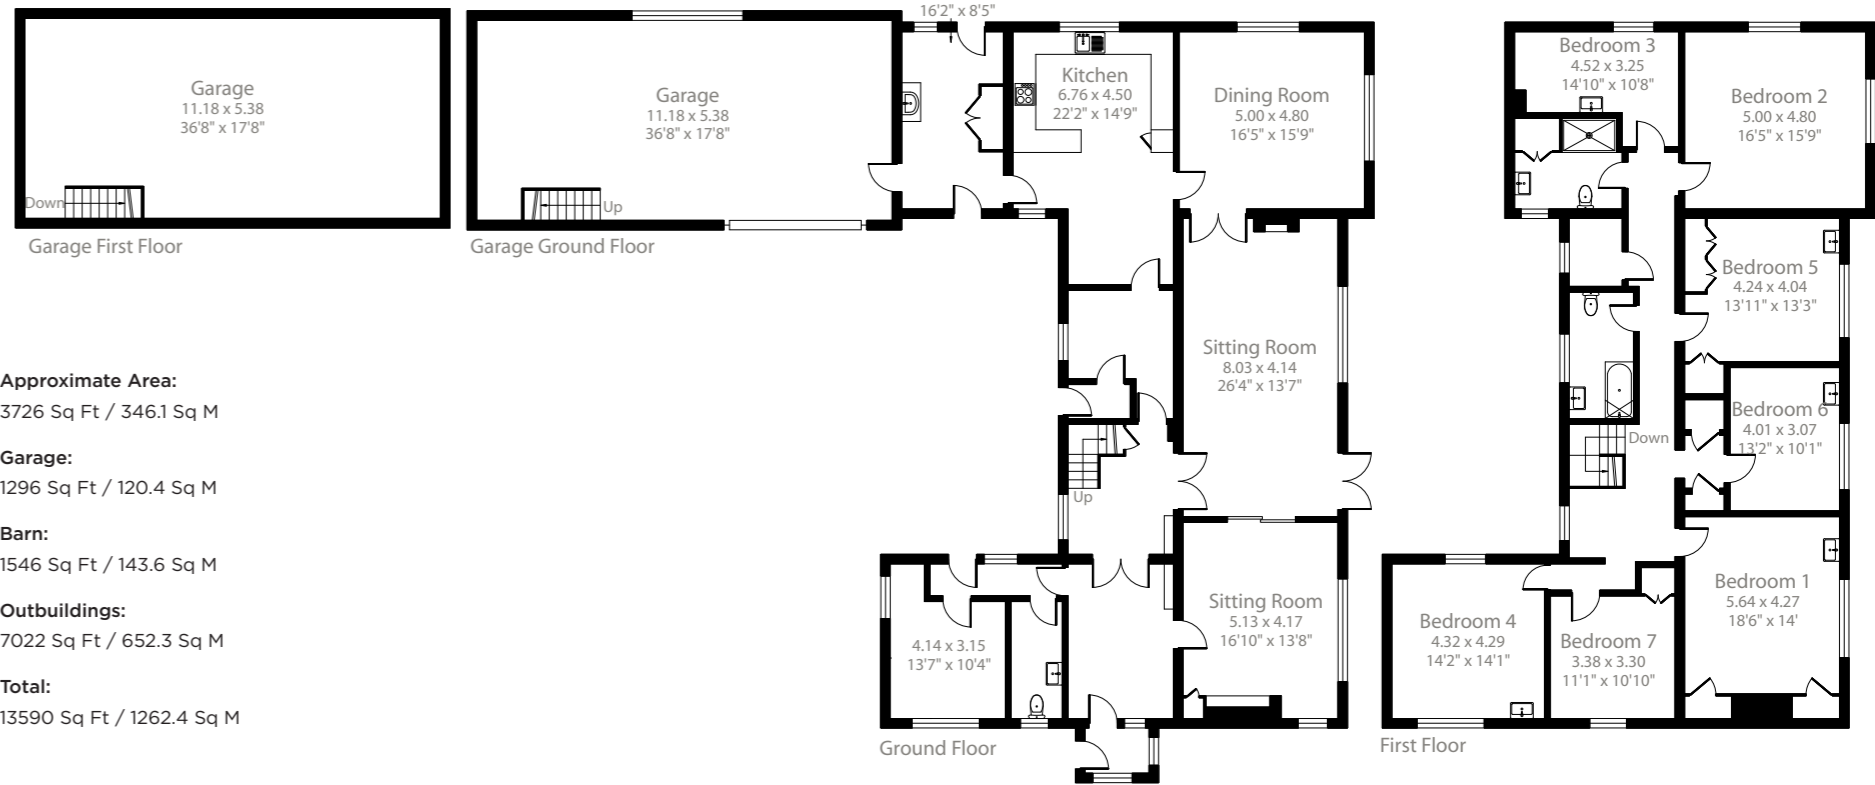 Garage
11.18 x 5.38
36'8" x 17'8"
Down
Garage First Floor
Garage
11.18 x 5.38
36'8" x 17'8"
Up
Garage Ground Floor
16'2" x 8'5"
Kitchen
6.76 x 4.50
22'2" x 14'9"
Dining Room
5.00 x 4.80
16'5" x 15'9"
Sitting Room
8.03 x 4.14
26'4" x 13'7"
Up
Sitting Room
5.13 x 4.17
16'10" x 13'8"
4.14 x 3.15
13'7" x 10'4"
Ground Floor
Bedroom 3
4.52 x 3.25
14'10" x 10'8"
Bedroom 2
5.00 x 4.80
16'5" x 15'9"
Bedroom 5
4.24 x 4.04
13'11" x 13'3"
Bedroom 6
4.01 x 3.07
13'2" x 10'1"
Down
Bedroom 1
5.64 x 4.27
18'6" x 14'
Bedroom 4
4.32 x 4.29
14'2" x 14'1"
Bedroom 7
3.38 x 3.30
11'1" x 10'10"
First Floor
Approximate Area:
3726 Sq Ft / 346.1 Sq M
Garage:
1296 Sq Ft / 120.4 Sq M
Barn:
1546 Sq Ft / 143.6 Sq M
Outbuildings:
7022 Sq Ft / 652.3 Sq M
Total:
13590 Sq Ft / 1262.4 Sq M